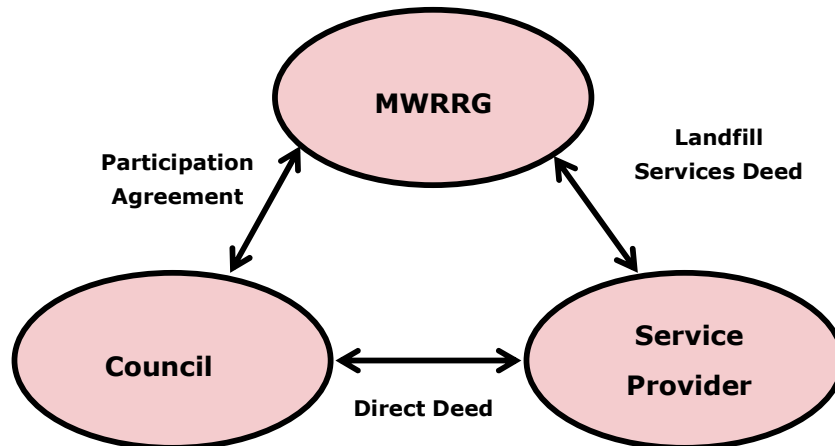 MWRRG
Participation
Agreement
Landfill
Services Deed
Council
Service
Provider
Direct Deed